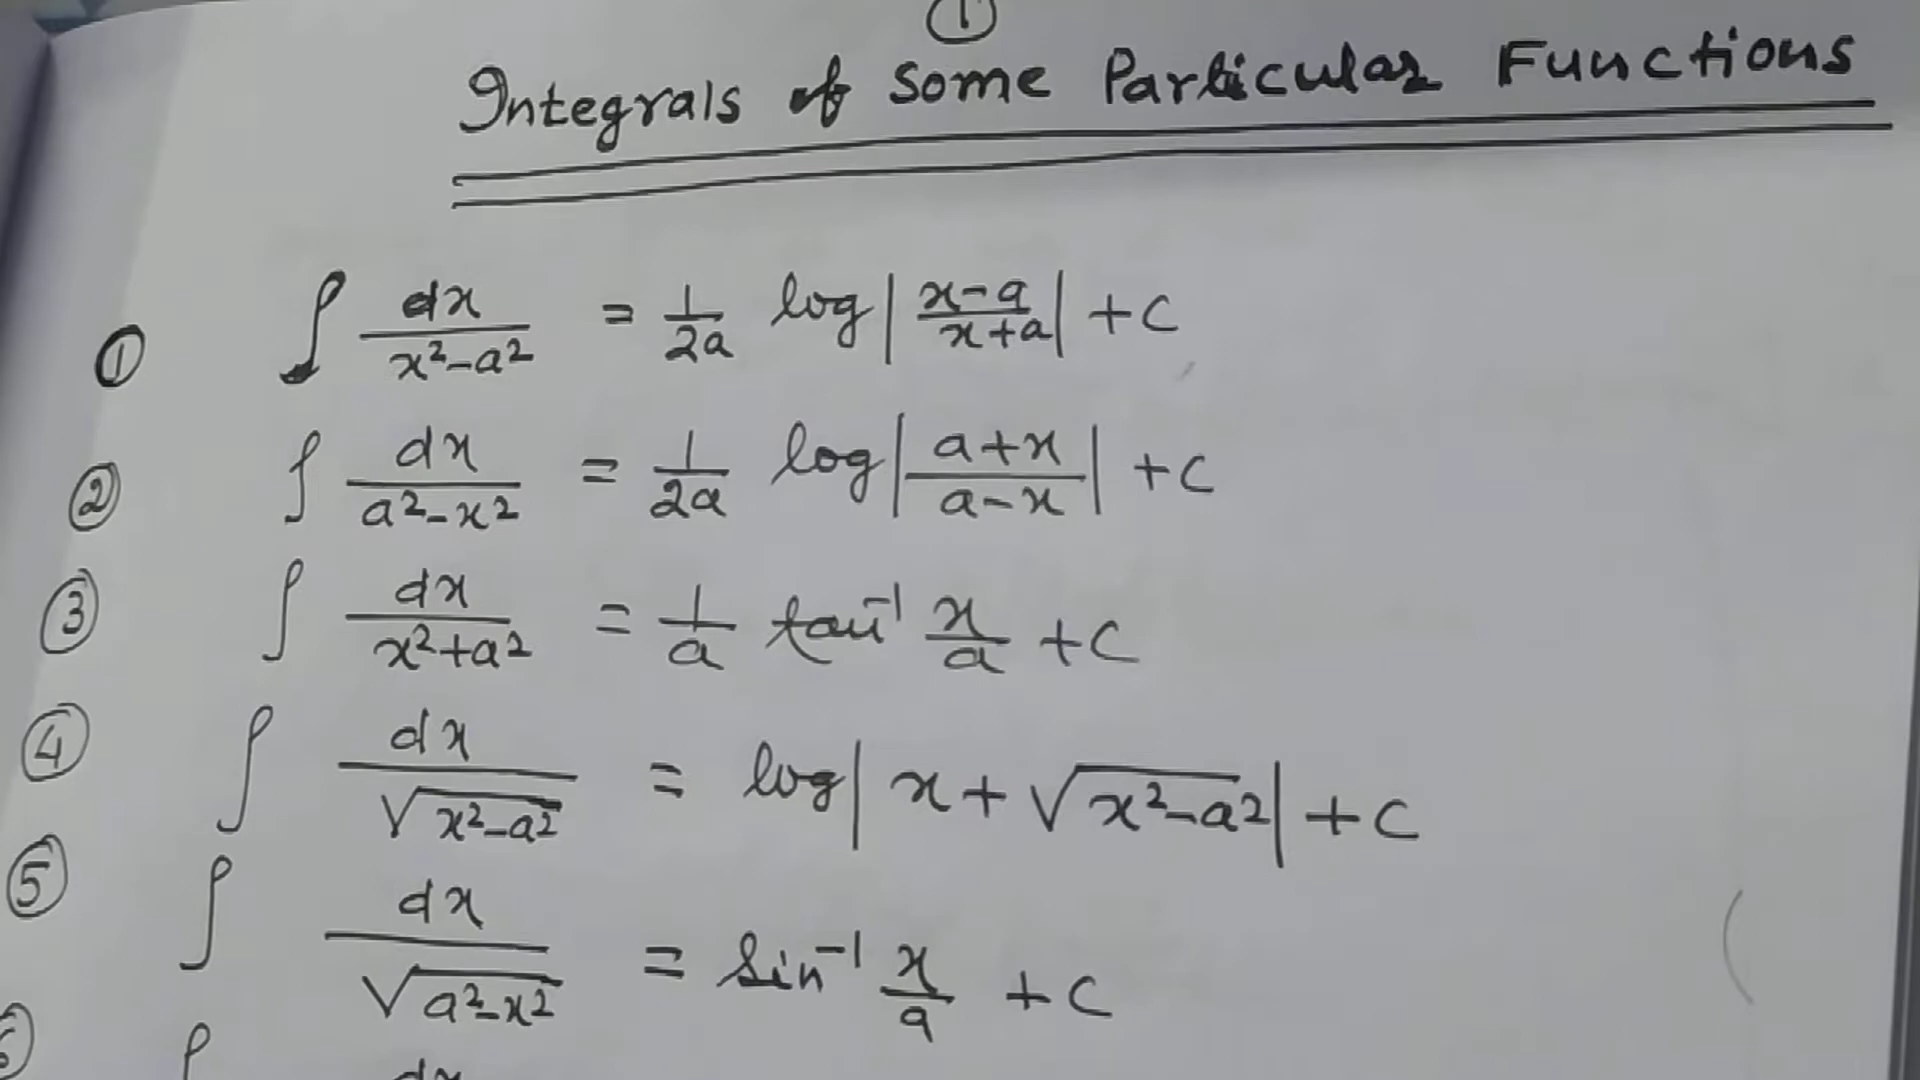 ①
Integrals of Some Particular Functions
① ∫ dx/(x²-a²) = 1/2a log|(x-a)/(x+a)| + C
② ∫ dx/(a²-x²) = 1/2a log|(a+x)/(a-x)| + C
③ ∫ dx/(x²+a²) = 1/a tan⁻¹ x/a + C
④ ∫ dx/√(x²-a²) = log|x+√(x²-a²)| + C
⑤ ∫ dx/√(a²-x²) = Sin⁻¹ x/a + C
⑥ ∫ dx